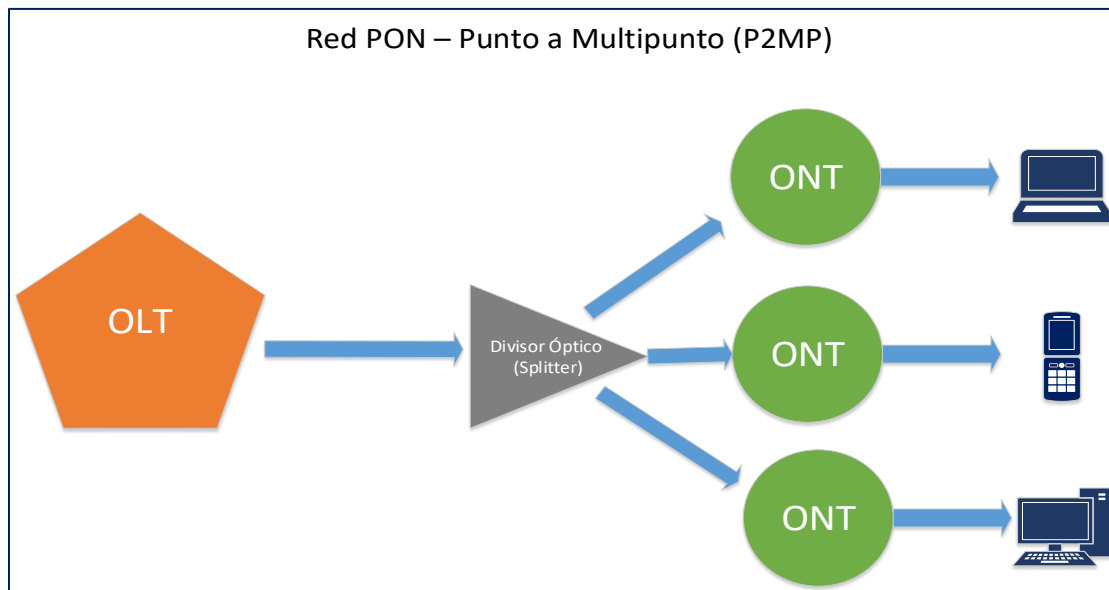 Red PON – Punto a Multipunto (P2MP)
ONT
OLT
Divisor Óptico
(Splitter)
ONT
ONT